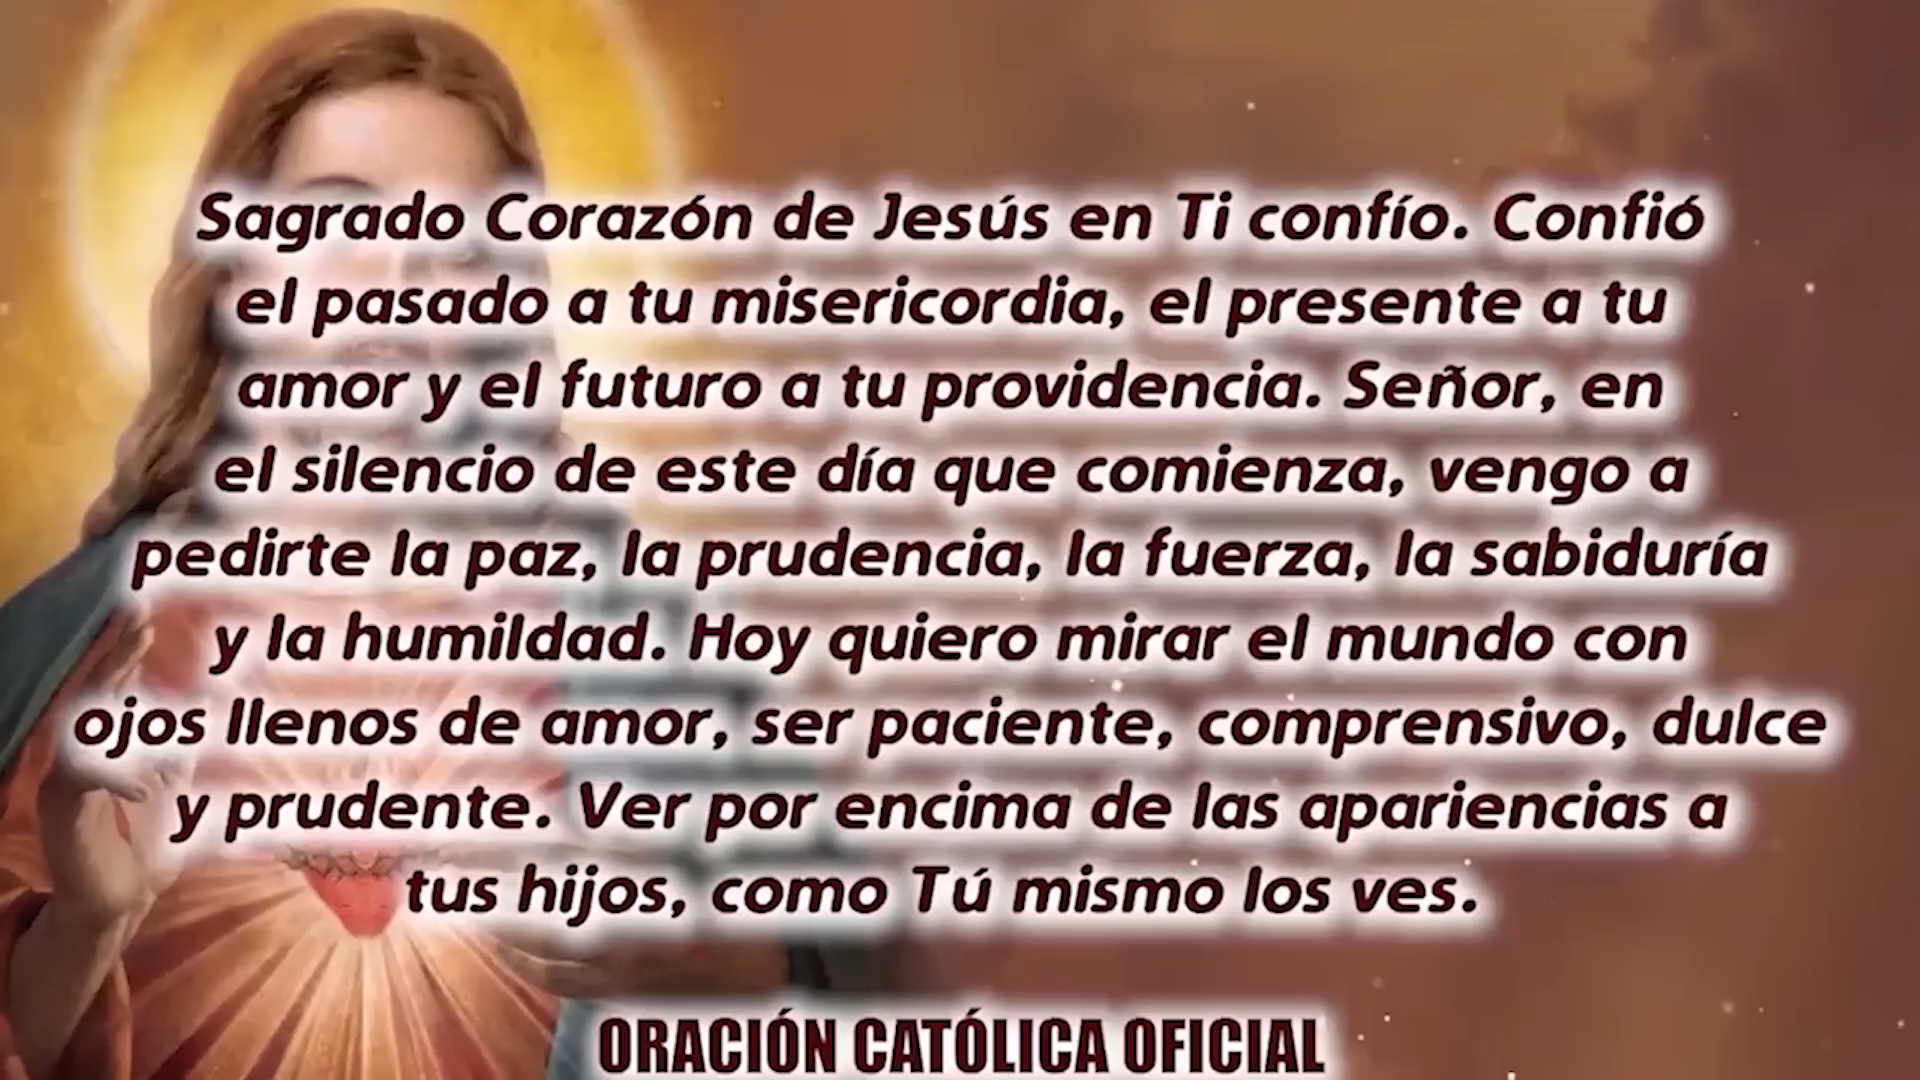 Sagrado Corazón de Jesús en Ti confío. Confió
el pasado a tu misericordia, el presente a tu
amor y el futuro a tu providencia. Señor, en
el silencio de este día que comienza, vengo a
pedirte la paz, la prudencia, la fuerza, la sabiduría
y la humildad. Hoy quiero mirar el mundo con
ojos llenos de amor, ser paciente, comprensivo, dulce
y prudente. Ver por encima de las apariencias a
tus hijos, como Tú mismo los ves.
ORACIÓN CATÓLICA OFICIAL